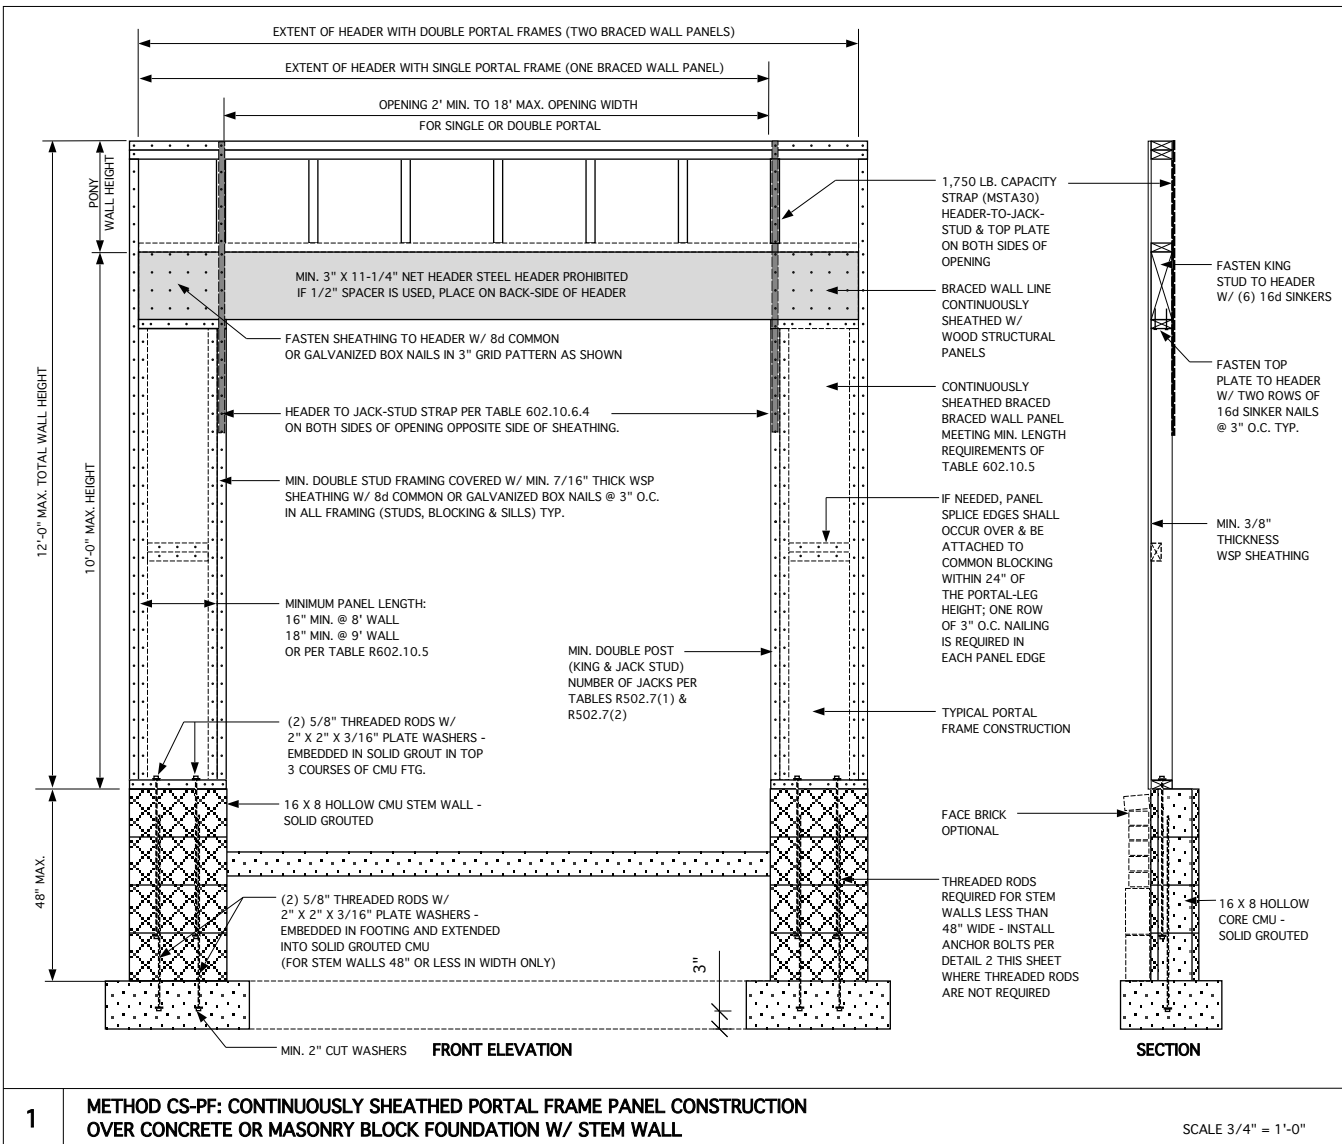 EXTENT OF HEADER WITH DOUBLE PORTAL FRAMES (TWO BRACED WALL PANELS)
EXTENT OF HEADER WITH SINGLE PORTAL FRAME (ONE BRACED WALL PANEL)
OPENING 2' MIN. TO 18' MAX. OPENING WIDTH
FOR SINGLE OR DOUBLE PORTAL
PONY
WALL HEIGHT
12'-0" MAX. TOTAL WALL HEIGHT
10'-0" MAX. HEIGHT
48" MAX.
MIN. 3" X 11-1/4" NET HEADER STEEL HEADER PROHIBITED
IF 1/2" SPACER IS USED, PLACE ON BACK-SIDE OF HEADER
FASTEN SHEATHING TO HEADER W/ 8d COMMON
OR GALVANIZED BOX NAILS IN 3" GRID PATTERN AS SHOWN
HEADER TO JACK-STUD STRAP PER TABLE 602.10.6.4
ON BOTH SIDES OF OPENING OPPOSITE SIDE OF SHEATHING.
MIN. DOUBLE STUD FRAMING COVERED W/ MIN. 7/16" THICK WSP
SHEATHING W/ 8d COMMON OR GALVANIZED BOX NAILS @ 3" O.C.
IN ALL FRAMING (STUDS, BLOCKING & SILLS) TYP.
MINIMUM PANEL LENGTH:
16" MIN. @ 8' WALL
18" MIN. @ 9' WALL
OR PER TABLE R602.10.5
MIN. DOUBLE POST
(KING & JACK STUD)
NUMBER OF JACKS PER
TABLES R502.7(1) &
R502.7(2)
(2) 5/8" THREADED RODS W/
2" X 2" X 3/16" PLATE WASHERS -
EMBEDDED IN SOLID GROUT IN TOP
3 COURSES OF CMU FTG.
16 X 8 HOLLOW CMU STEM WALL -
SOLID GROUTED
(2) 5/8" THREADED RODS W/
2" X 2" X 3/16" PLATE WASHERS -
EMBEDDED IN FOOTING AND EXTENDED
INTO SOLID GROUTED CMU
(FOR STEM WALLS 48" OR LESS IN WIDTH ONLY)
3"
MIN. 2" CUT WASHERS
FRONT ELEVATION
1,750 LB. CAPACITY
STRAP (MSTA30)
HEADER-TO-JACK-
STUD & TOP PLATE
ON BOTH SIDES OF
OPENING
BRACED WALL LINE
CONTINUOUSLY
SHEATHED W/
WOOD STRUCTURAL
PANELS
CONTINUOUSLY
SHEATHED BRACED
BRACED WALL PANEL
MEETING MIN. LENGTH
REQUIREMENTS OF
TABLE 602.10.5
IF NEEDED, PANEL
SPLICE EDGES SHALL
OCCUR OVER & BE
ATTACHED TO
COMMON BLOCKING
WITHIN 24" OF
THE PORTAL-LEG
HEIGHT; ONE ROW
OF 3" O.C. NAILING
IS REQUIRED IN
EACH PANEL EDGE
TYPICAL PORTAL
FRAME CONSTRUCTION
FACE BRICK
OPTIONAL
THREADED RODS
REQUIRED FOR STEM
WALLS LESS THAN
48" WIDE - INSTALL
ANCHOR BOLTS PER
DETAIL 2 THIS SHEET
WHERE THREADED RODS
ARE NOT REQUIRED
FASTEN KING
STUD TO HEADER
W/ (6) 16d SINKERS
FASTEN TOP
PLATE TO HEADER
W/ TWO ROWS OF
16d SINKER NAILS
@ 3" O.C. TYP.
MIN. 3/8"
THICKNESS
WSP SHEATHING
16 X 8 HOLLOW
CORE CMU -
SOLID GROUTED
SECTION
1
METHOD CS-PF: CONTINUOUSLY SHEATHED PORTAL FRAME PANEL CONSTRUCTION
OVER CONCRETE OR MASONRY BLOCK FOUNDATION W/ STEM WALL
SCALE 3/4" = 1'-0"